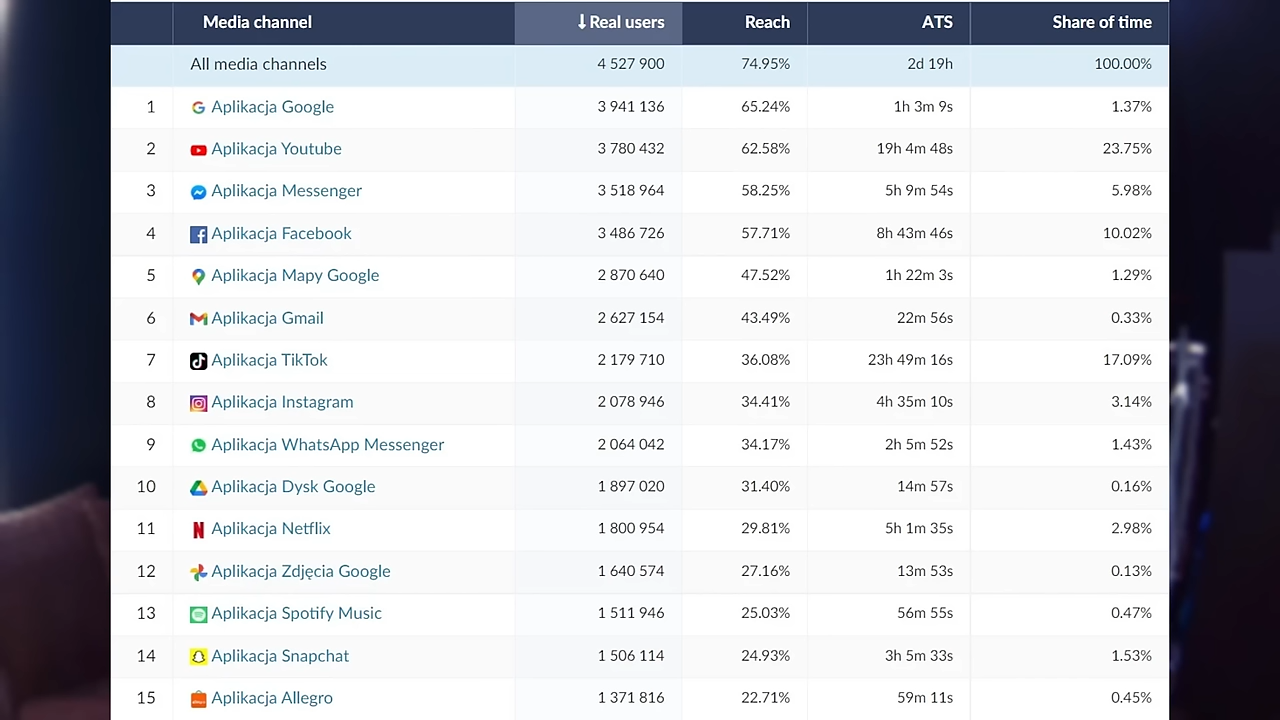 Media channel ↓ Real users Reach ATS Share of time
All media channels 4 527 900 74.95% 2d 19h 100.00%
1 Aplikacja Google 3 941 136 65.24% 1h 3m 9s 1.37%
2 Aplikacja Youtube 3 780 432 62.58% 19h 4m 48s 23.75%
3 Aplikacja Messenger 3 518 964 58.25% 5h 9m 54s 5.98%
4 Aplikacja Facebook 3 486 726 57.71% 8h 43m 46s 10.02%
5 Aplikacja Mapy Google 2 870 640 47.52% 1h 22m 3s 1.29%
6 Aplikacja Gmail 2 627 154 43.49% 22m 56s 0.33%
7 Aplikacja TikTok 2 179 710 36.08% 23h 49m 16s 17.09%
8 Aplikacja Instagram 2 078 946 34.41% 4h 35m 10s 3.14%
9 Aplikacja WhatsApp Messenger 2 064 042 34.17% 2h 5m 52s 1.43%
10 Aplikacja Dysk Google 1 897 020 31.40% 14m 57s 0.16%
11 Aplikacja Netflix 1 800 954 29.81% 5h 1m 35s 2.98%
12 Aplikacja Zdjęcia Google 1 640 574 27.16% 13m 53s 0.13%
13 Aplikacja Spotify Music 1 511 946 25.03% 56m 55s 0.47%
14 Aplikacja Snapchat 1 506 114 24.93% 3h 5m 33s 1.53%
15 Aplikacja Allegro 1 371 816 22.71% 59m 11s 0.45%